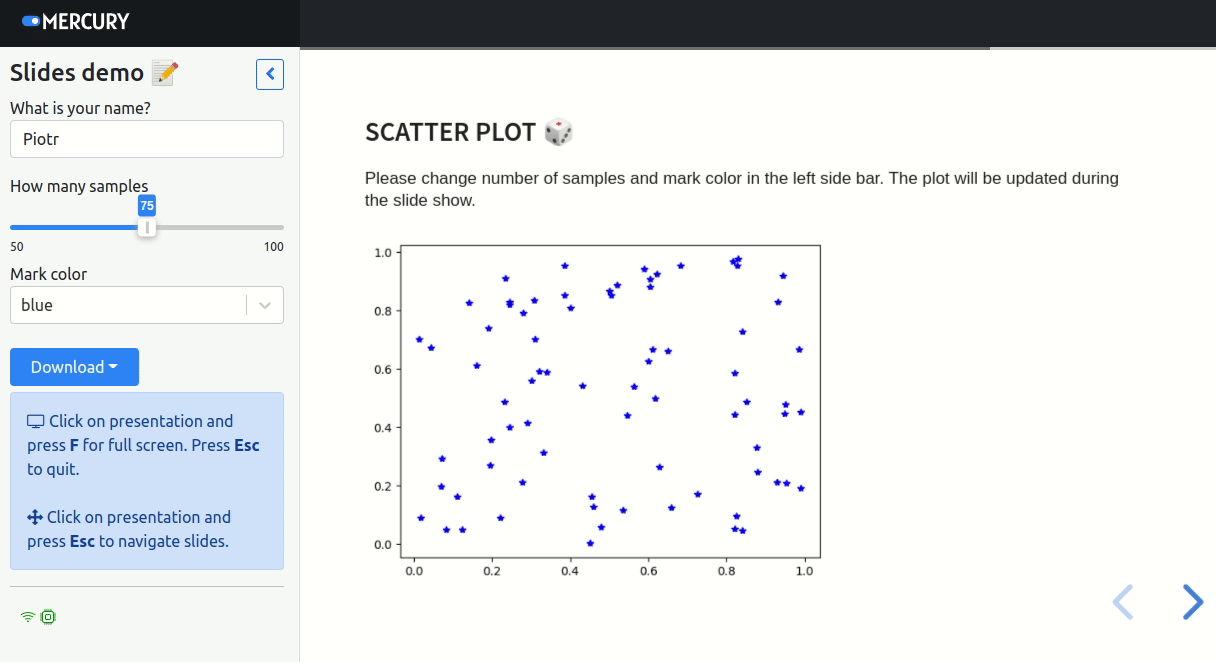 MERCURY
Slides demo 📝
What is your name?
Piotr
How many samples
75
50
100
Mark color
blue
Download
Click on presentation and
press F for full screen. Press Esc
to quit.
Click on presentation and
press Esc to navigate slides.
SCATTER PLOT 🎲
Please change number of samples and mark color in the left side bar. The plot will be updated during
the slide show.
1.0
0.8
0.6
0.4
0.2
0.0
0.0 0.2 0.4 0.6 0.8 1.0